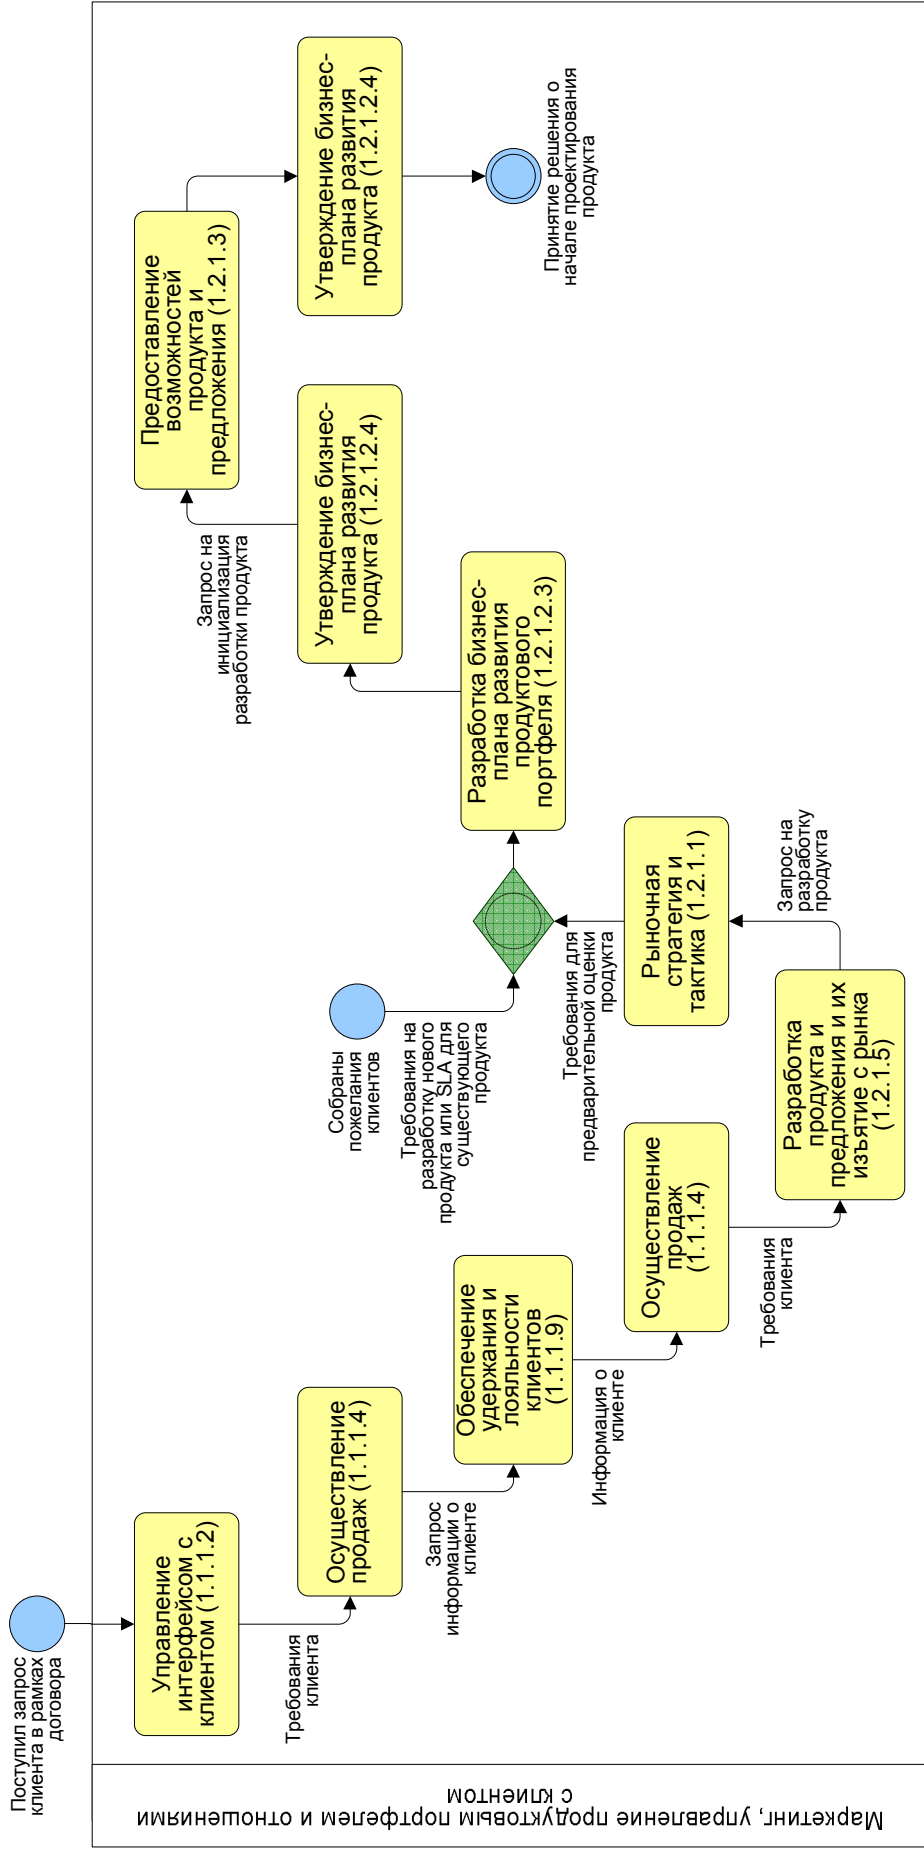 Поступил запрос
клиента в рамках
договора
Управление
интерфейсом с
клиентом (1.1.1.2)
Требования
клиента
Осуществление
продаж (1.1.1.4)
Запрос
информации о
клиенте
Обеспечение
удержания и
лояльности
клиентов
(1.1.1.9)
Информация о
клиенте
Осуществление
продаж
(1.1.1.4)
Требования
клиента
Разработка
продукта и
предложения и их
изъятие с рынка
(1.2.1.5)
Запрос на
разработку
продукта
Рыночная
стратегия и
тактика (1.2.1.1)
Требования для
предварительной оценки
продукта
Собраны
пожелания
клиентов
Требования на
разработку нового
продукта или SLA для
существующего
продукта
Разработка бизнес-
плана развития
продуктового
портфеля (1.2.1.2.3)
Утверждение бизнес-
плана развития
продукта (1.2.1.2.4)
Запрос на
инициализация
разработки продукта
Предоставление
возможностей
продукта и
предложения (1.2.1.3)
Утверждение бизнес-
плана развития
продукта (1.2.1.2.4)
Принятие решения о
начале проектирования
продукта
Маркетинг, управление продуктовым портфелем и отношениями
с клиентом